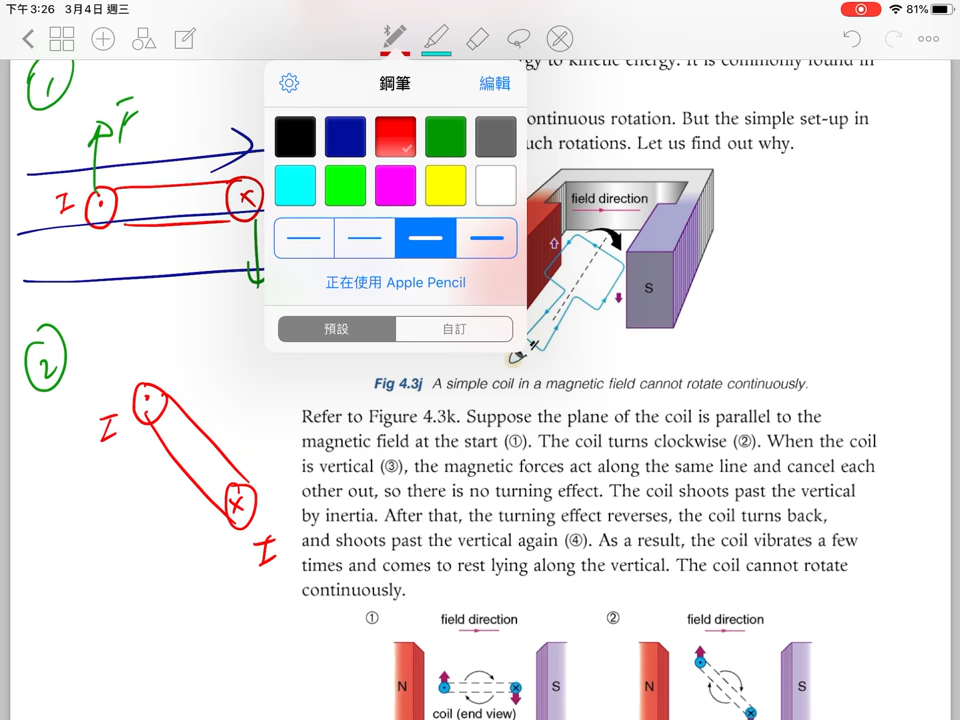 下午3:26 3月4日 週三
81%
鋼筆
編輯
正在使用 Apple Pencil
預設
自訂
①
F
I
x
②
I
x
I
gy to kinetic energy. It is commonly found in
ontinuous rotation. But the simple set-up in
uch rotations. Let us find out why.
field direction
S
Fig 4.3j A simple coil in a magnetic field cannot rotate continuously.
Refer to Figure 4.3k. Suppose the plane of the coil is parallel to the
magnetic field at the start (①). The coil turns clockwise (②). When the coil
is vertical (③), the magnetic forces act along the same line and cancel each
other out, so there is no turning effect. The coil shoots past the vertical
by inertia. After that, the turning effect reverses, the coil turns back,
and shoots past the vertical again (④). As a result, the coil vibrates a few
times and comes to rest lying along the vertical. The coil cannot rotate
continuously.
① field direction
N S
coil (end view)
② field direction
N S